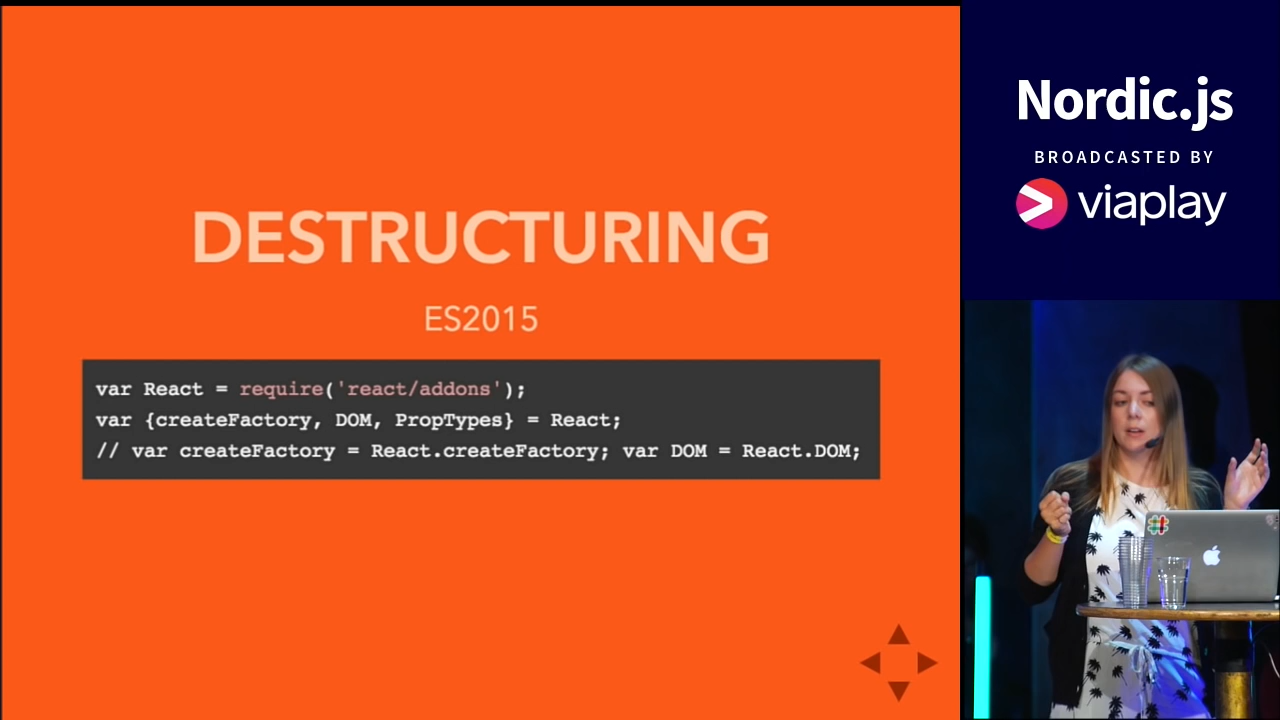 DESTRUCTURING
ES2015
var React = require('react/addons');
var {createFactory, DOM, PropTypes} = React;
// var createFactory = React.createFactory; var DOM = React.DOM;
Nordic.js
BROADCASTED BY
viaplay